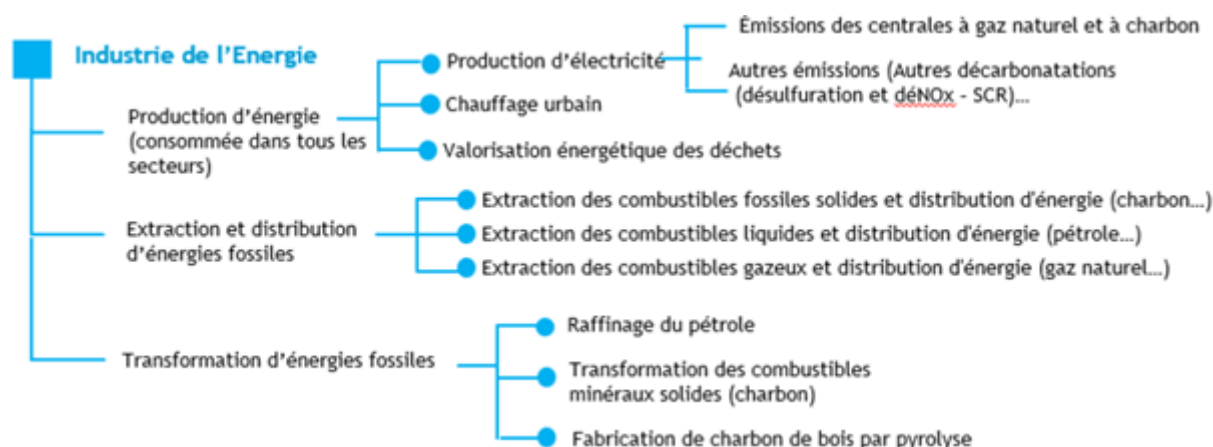 Industrie de l'Energie
Production d'énergie
(consommée dans tous les
secteurs)
Production d'électricité
Émissions des centrales à gaz naturel et à charbon
Autres émissions (Autres décarbonatations
(désulfuration et déNOx - SCR)...
Chauffage urbain
Valorisation énergétique des déchets
Extraction et distribution
d'énergies fossiles
Extraction des combustibles fossiles solides et distribution d'énergie (charbon...)
Extraction des combustibles liquides et distribution d'énergie (pétrole...)
Extraction des combustibles gazeux et distribution d'énergie (gaz naturel...)
Transformation d'énergies fossiles
Raffinage du pétrole
Transformation des combustibles
minéraux solides (charbon)
Fabrication de charbon de bois par pyrolyse